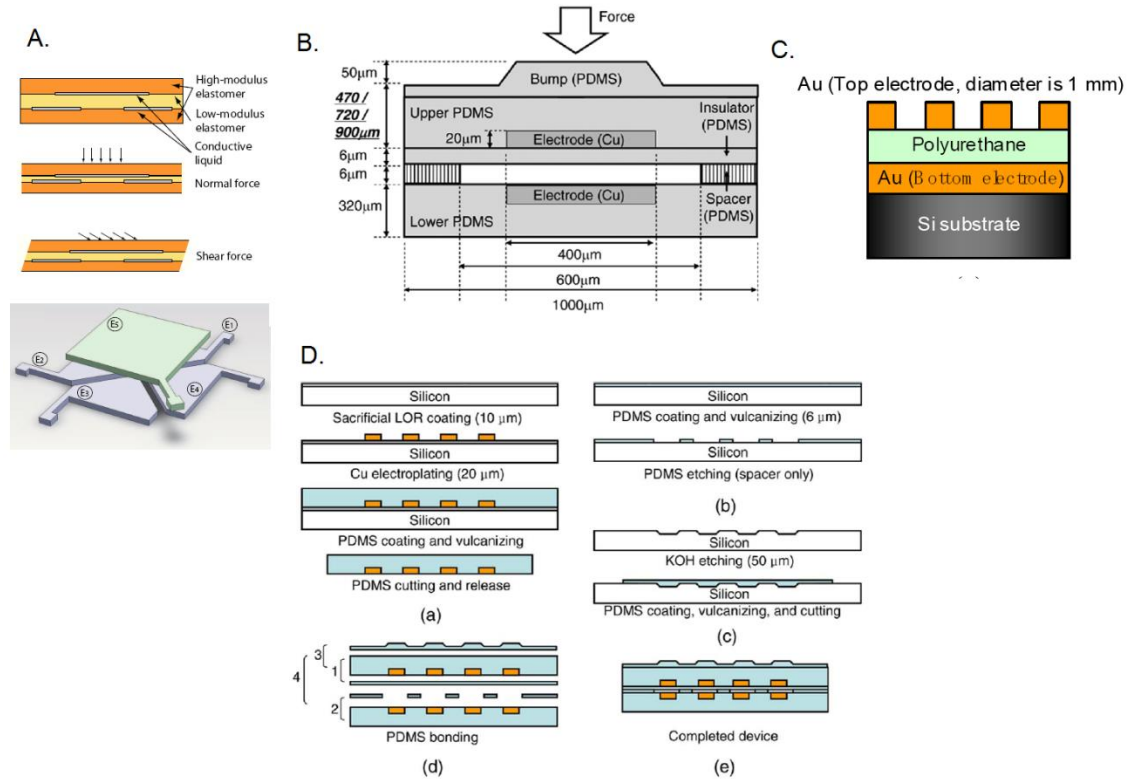 A.
High-modulus
elastomer
Low-modulus
elastomer
Conductive
liquid
Normal force
Shear force
E5
E1
E2
E3
E4
B.
Force
50μm
Bump (PDMS)
470 /
720 /
900μm
Upper PDMS
Insulator
(PDMS)
20μm
Electrode (Cu)
6μm
6μm
Electrode (Cu)
Spacer
(PDMS)
320μm
Lower PDMS
400μm
600μm
1000μm
C.
Au (Top electrode, diameter is 1 mm)
Polyurethane
Au (Bottom electrode)
Si substrate
D.
Silicon
Sacrificial LOR coating (10 μm)
Silicon
Cu electroplating (20 μm)
Silicon
PDMS coating and vulcanizing
PDMS cutting and release
(a)
Silicon
PDMS coating and vulcanizing (6 μm)
Silicon
PDMS etching (spacer only)
(b)
Silicon
KOH etching (50 μm)
Silicon
PDMS coating, vulcanizing, and cutting
(c)
3
4
1
2
PDMS bonding
(d)
Completed device
(e)